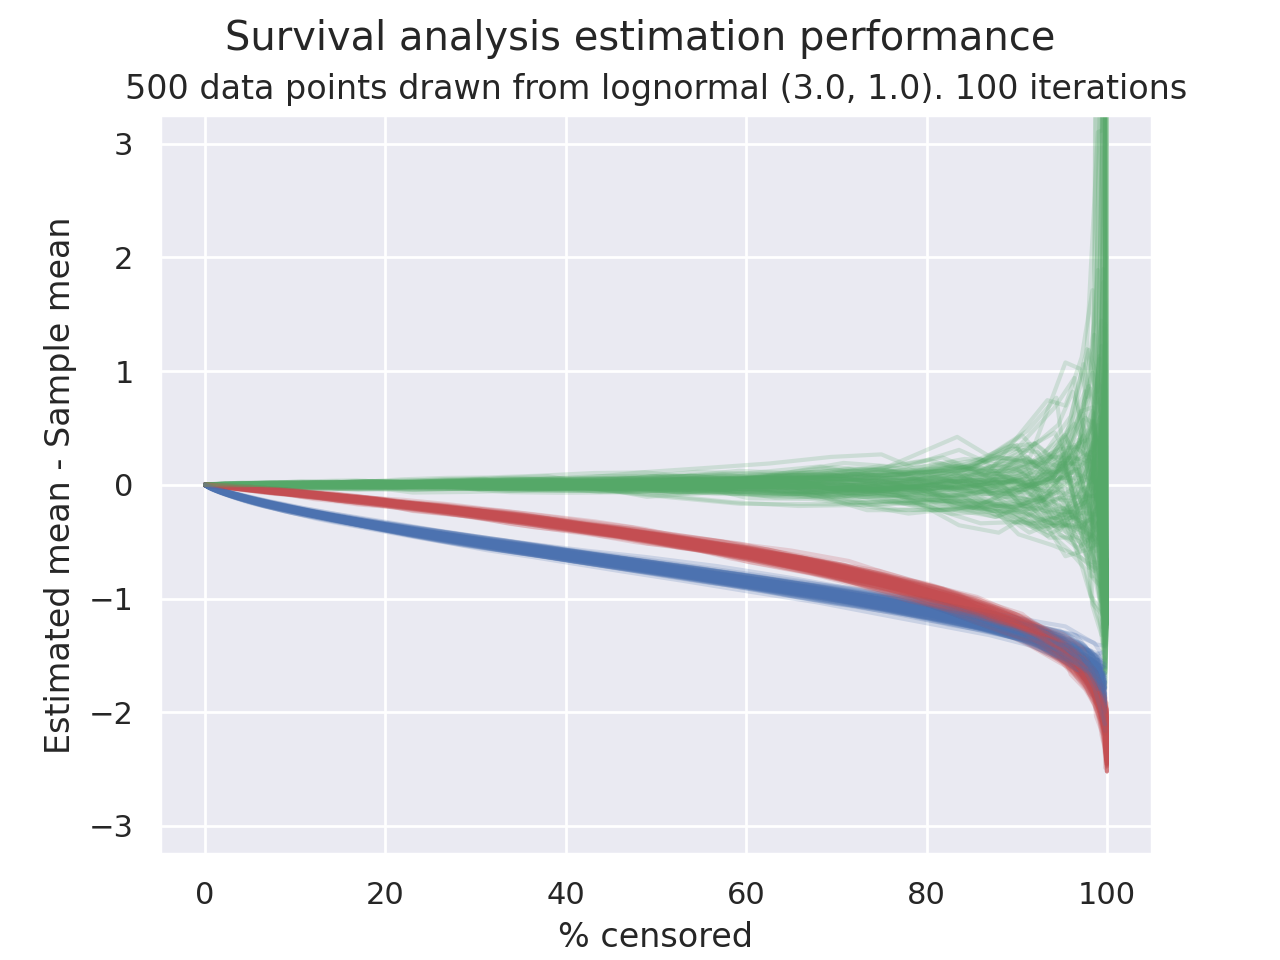 Survival analysis estimation performance
500 data points drawn from lognormal (3.0, 1.0). 100 iterations
Estimated mean - Sample mean
3
2
1
0
−1
−2
−3
0 20 40 60 80 100
% censored